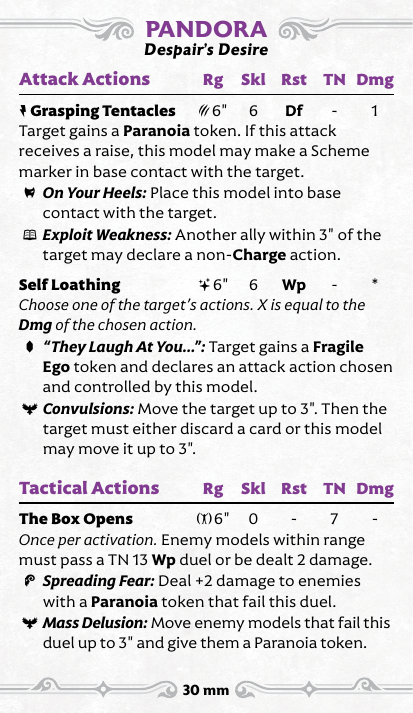 PANDORA
Despair's Desire
Attack Actions Rg Skl Rst TN Dmg
Grasping Tentacles 6" 6 Df - 1
Target gains a Paranoia token. If this attack
receives a raise, this model may make a Scheme
marker in base contact with the target.
On Your Heels: Place this model into base
contact with the target.
Exploit Weakness: Another ally within 3" of the
target may declare a non-Charge action.
Self Loathing 6" 6 Wp - *
Choose one of the target's actions. X is equal to the
Dmg of the chosen action.
"They Laugh At You...": Target gains a Fragile
Ego token and declares an attack action chosen
and controlled by this model.
Convulsions: Move the target up to 3". Then the
target must either discard a card or this model
may move it up to 3".
Tactical Actions Rg Skl Rst TN Dmg
The Box Opens 6" 0 - 7 -
Once per activation. Enemy models within range
must pass a TN 13 Wp duel or be dealt 2 damage.
Spreading Fear: Deal +2 damage to enemies
with a Paranoia token that fail this duel.
Mass Delusion: Move enemy models that fail this
duel up to 3" and give them a Paranoia token.
30 mm